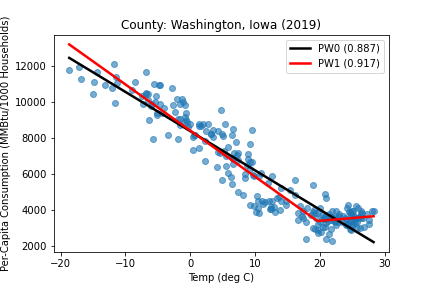 County: Washington, Iowa (2019)
PW0 (0.887)
PW1 (0.917)
Per-Capita Consumption (MMBtu/1000 Households)
12000
10000
8000
6000
4000
2000
−20
−10
0
10
20
30
Temp (deg C)